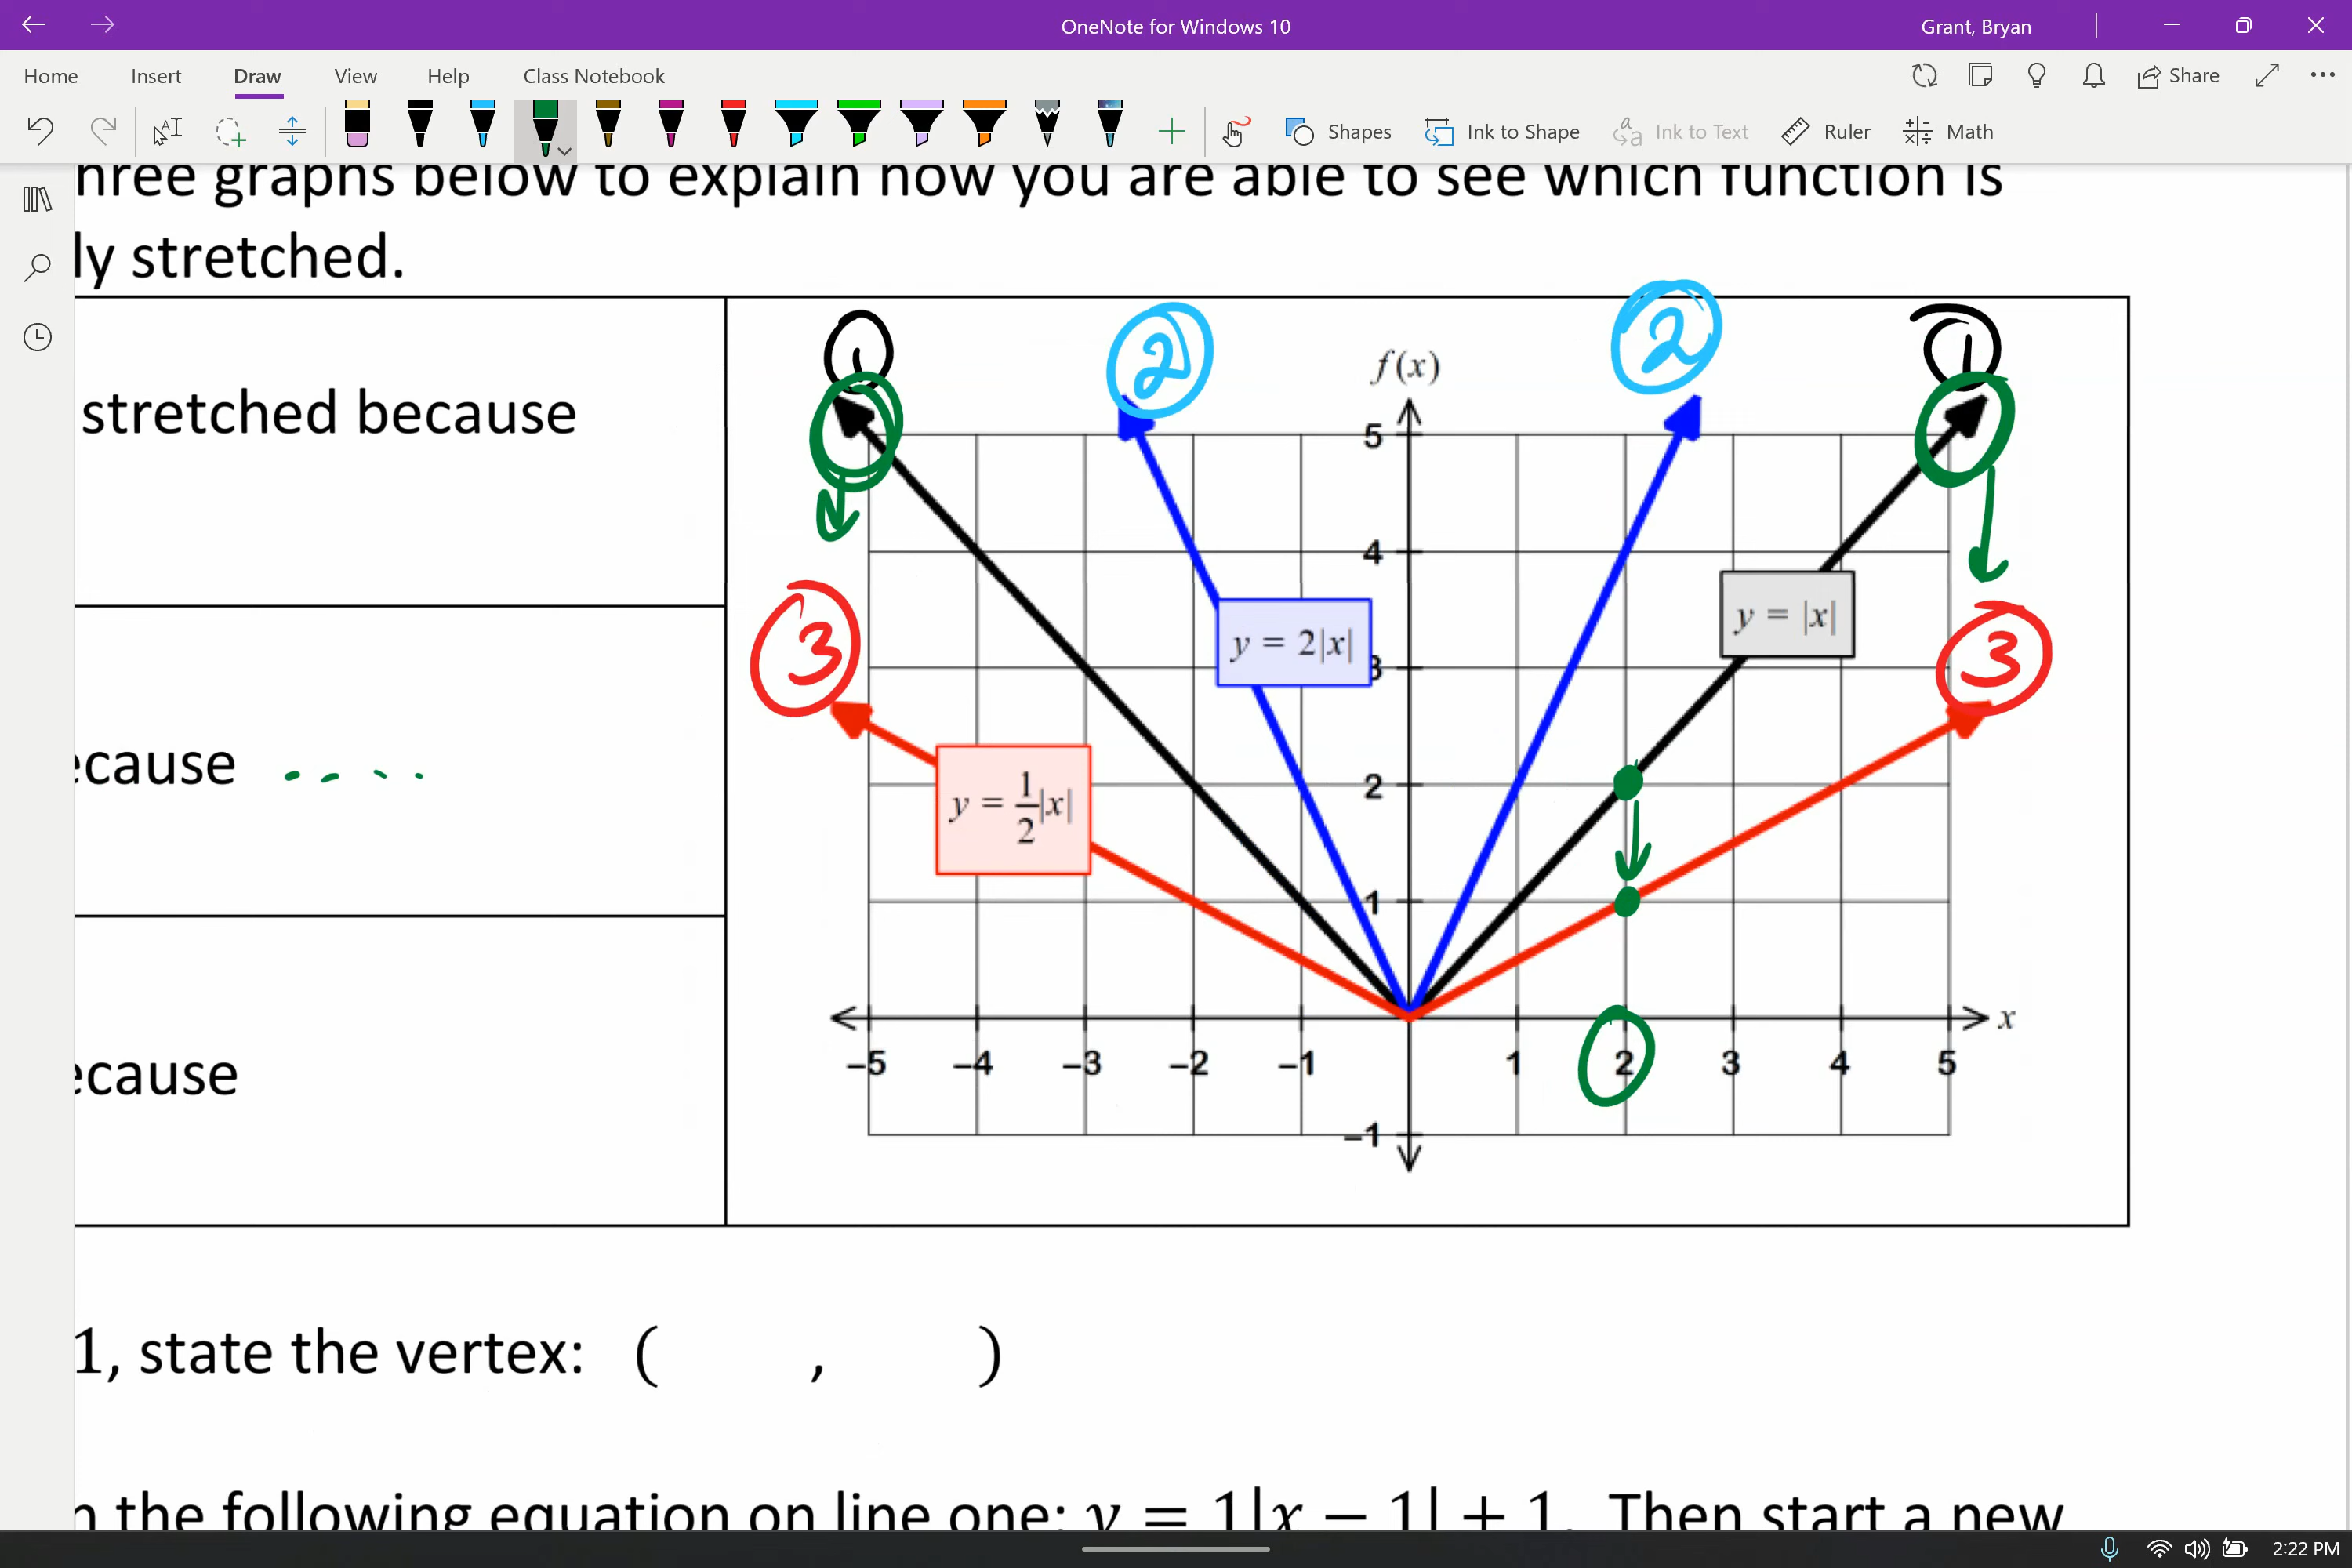 OneNote for Windows 10
Grant, Bryan
Home Insert Draw View Help Class Notebook
Share
Shapes Ink to Shape Ink to Text Ruler Math
hree graphs below to explain how you are able to see which function is
ly stretched.
stretched because
ecause
ecause
1 2 2 1
f(x)
5
4
3
2
1
-1
3 3
y = 2|x|
y = |x|
y = 1/2|x|
-5 -4 -3 -2 -1 1 2 3 4 5
x
1, state the vertex: ( , )
n the following equation on line one: y = 1|x − 1| + 1. Then start a new
2:22 PM